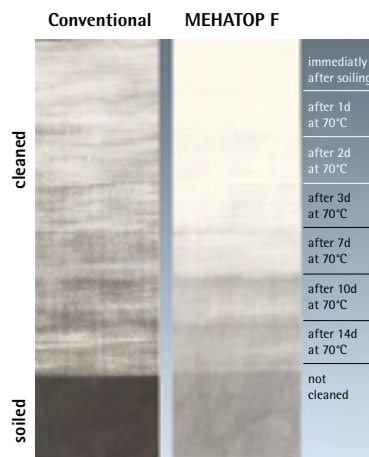 Conventional
MEHATOP F
cleaned
soiled
immediatly
after soiling
after 1d
at 70°C
after 2d
at 70°C
after 3d
at 70°C
after 7d
at 70°C
after 10d
at 70°C
after 14d
at 70°C
not
cleaned